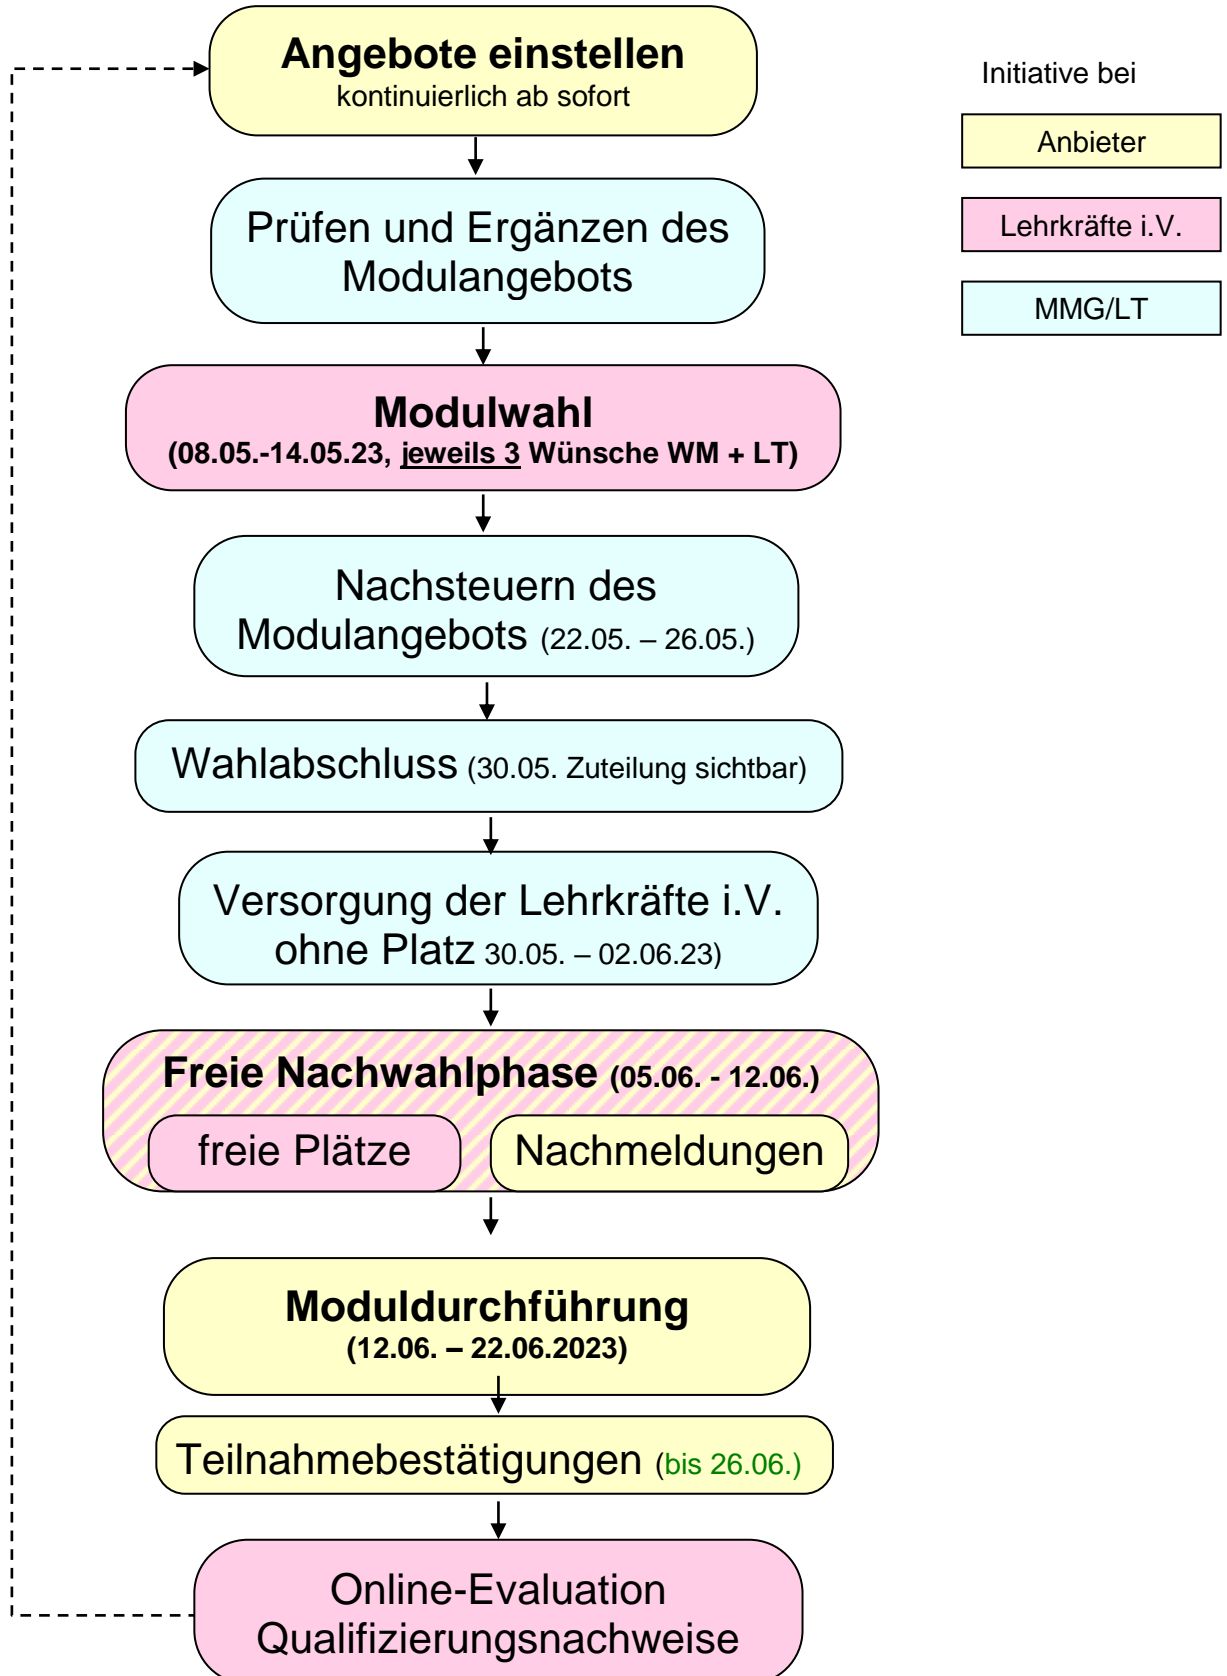 Angebote einstellen
kontinuierlich ab sofort
Initiative bei
Anbieter
Lehrkräfte i.V.
MMG/LT
Prüfen und Ergänzen des
Modulangebots
Modulwahl
(08.05.-14.05.23, jeweils 3 Wünsche WM + LT)
Nachsteuern des
Modulangebots (22.05. – 26.05.)
Wahlabschluss (30.05. Zuteilung sichtbar)
Versorgung der Lehrkräfte i.V.
ohne Platz 30.05. – 02.06.23)
Freie Nachwahlphase (05.06. - 12.06.)
freie Plätze
Nachmeldungen
Moduldurchführung
(12.06. – 22.06.2023)
Teilnahmebestätigungen (bis 26.06.)
Online-Evaluation
Qualifizierungsnachweise